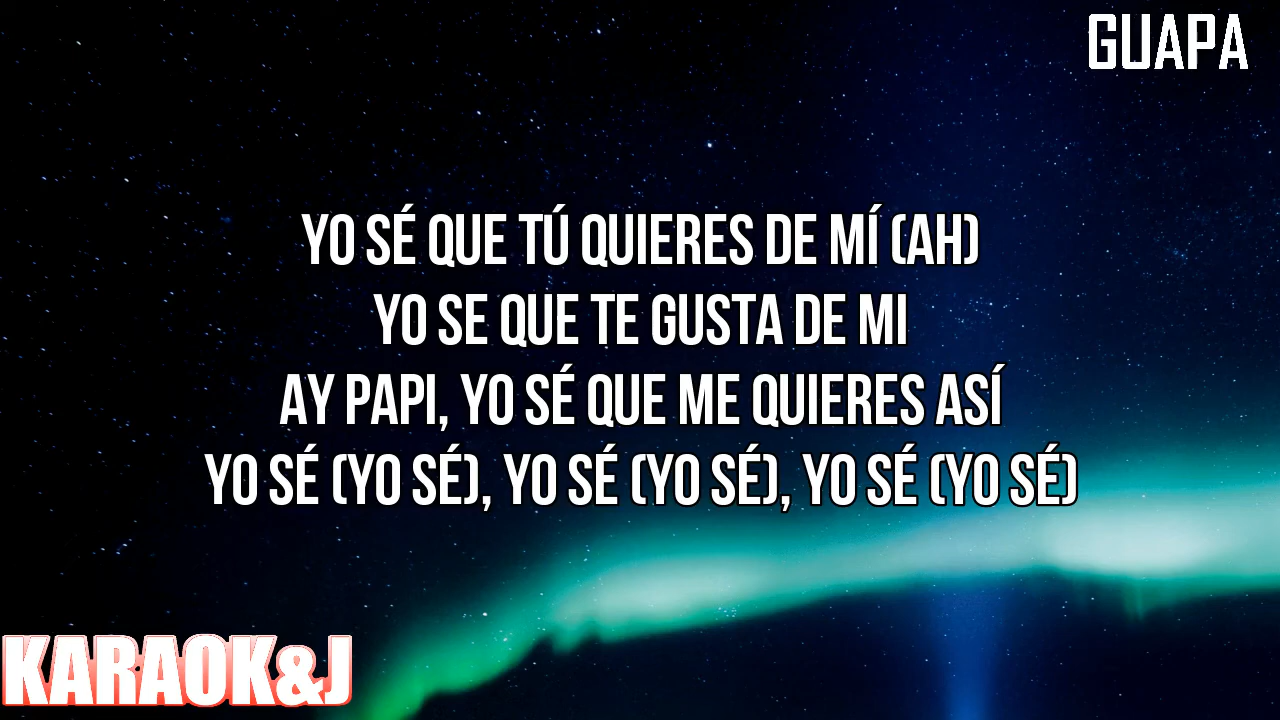 GUAPA
YO SÉ QUE TÚ QUIERES DE MÍ (AH)
YO SE QUE TE GUSTA DE MI
AY PAPI, YO SÉ QUE ME QUIERES ASÍ
YO SÉ (YO SÉ), YO SÉ (YO SÉ), YO SÉ (YO SÉ)
KARAOK&J